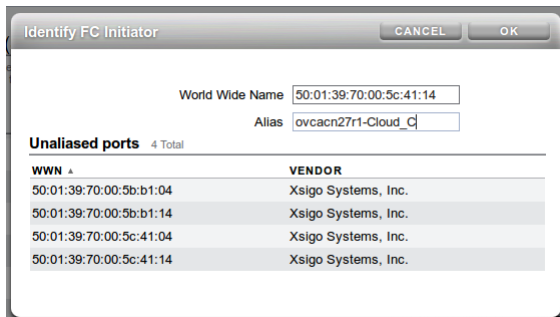 Identify FC Initiator CANCEL OK
World Wide Name 50:01:39:70:00:5c:41:14
Alias ovcacn27r1-Cloud_C
Unaliased ports 4 Total
WWN ▲ VENDOR
50:01:39:70:00:5b:b1:04 Xsigo Systems, Inc.
50:01:39:70:00:5b:b1:14 Xsigo Systems, Inc.
50:01:39:70:00:5c:41:04 Xsigo Systems, Inc.
50:01:39:70:00:5c:41:14 Xsigo Systems, Inc.